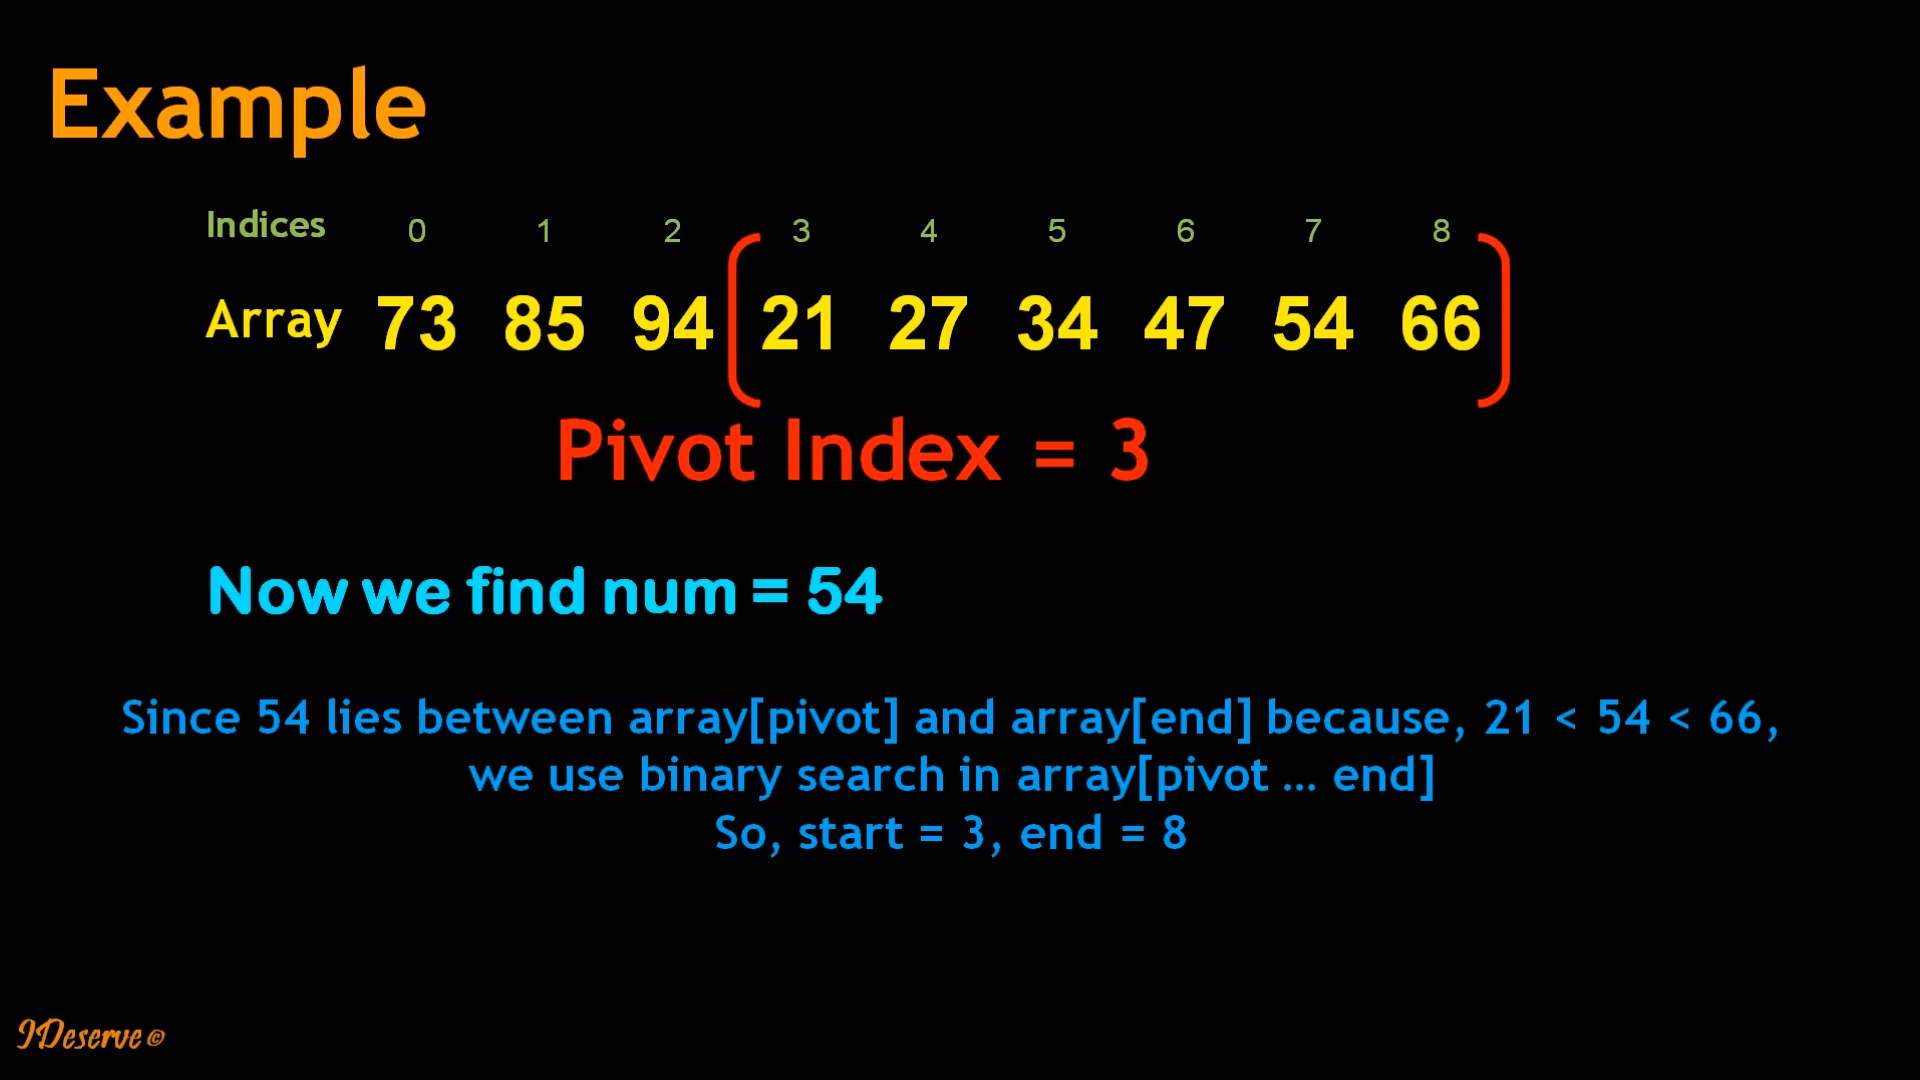 Example
Indices 0 1 2 3 4 5 6 7 8
Array 73 85 94 21 27 34 47 54 66
Pivot Index = 3
Now we find num = 54
Since 54 lies between array[pivot] and array[end] because, 21 < 54 < 66,
we use binary search in array[pivot ... end]
So, start = 3, end = 8
IDeserve ©